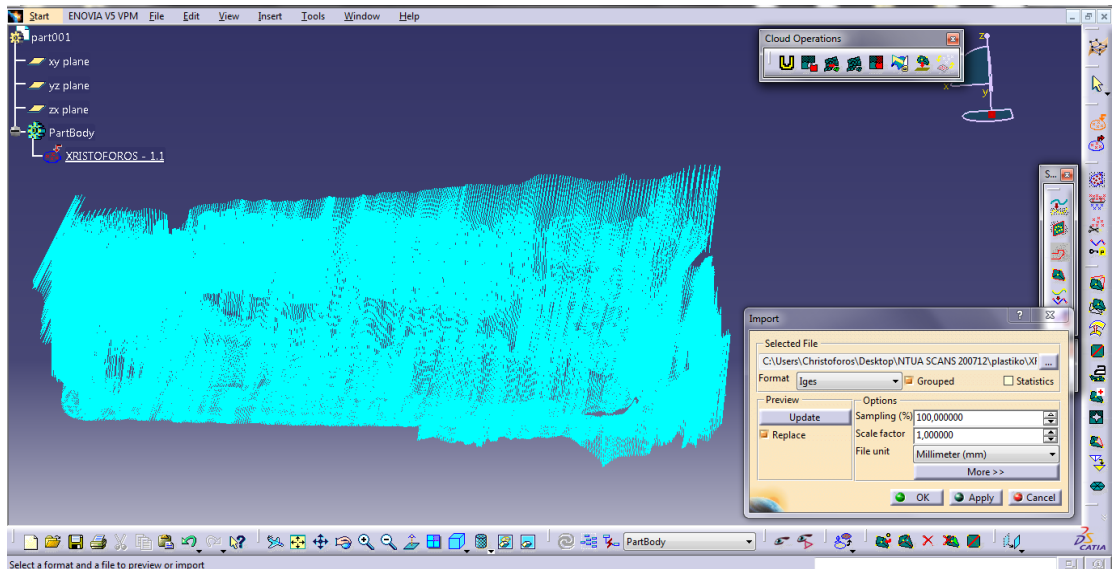 Start ENOVIA V5 VPM File Edit View Insert Tools Window Help
part001
xy plane
yz plane
zx plane
PartBody
XRISTOFOROS - 1.1
Cloud Operations
z
x
y
S...
Import
Selected File
C:\Users\Christoforos\Desktop\NTUA SCANS 200712\plastiko\XF ...
Format Iges Grouped Statistics
Preview
Update
Replace
Options
Sampling (%) 100,000000
Scale factor 1,000000
File unit Millimeter (mm)
More >>
OK Apply Cancel
PartBody
CATIA
Select a format and a file to preview or import